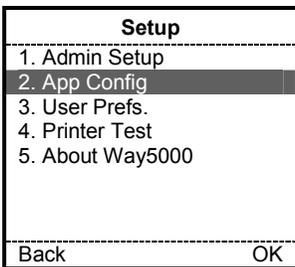 Setup
1. Admin Setup
2. App Config
3. User Prefs.
4. Printer Test
5. About Way5000
Back OK